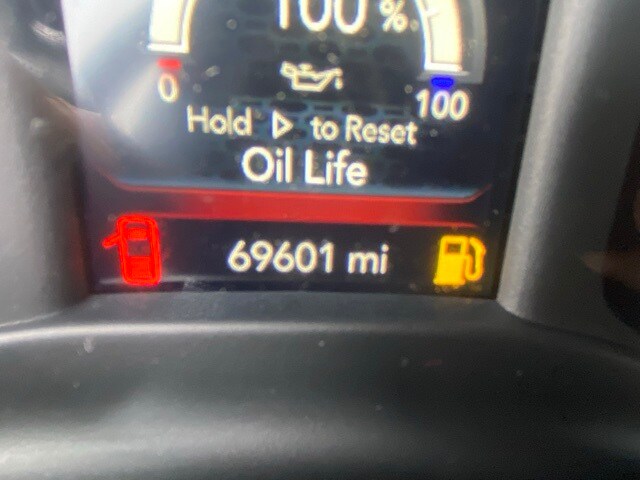 100 %
0 100
Hold ▷ to Reset
Oil Life
69601 mi